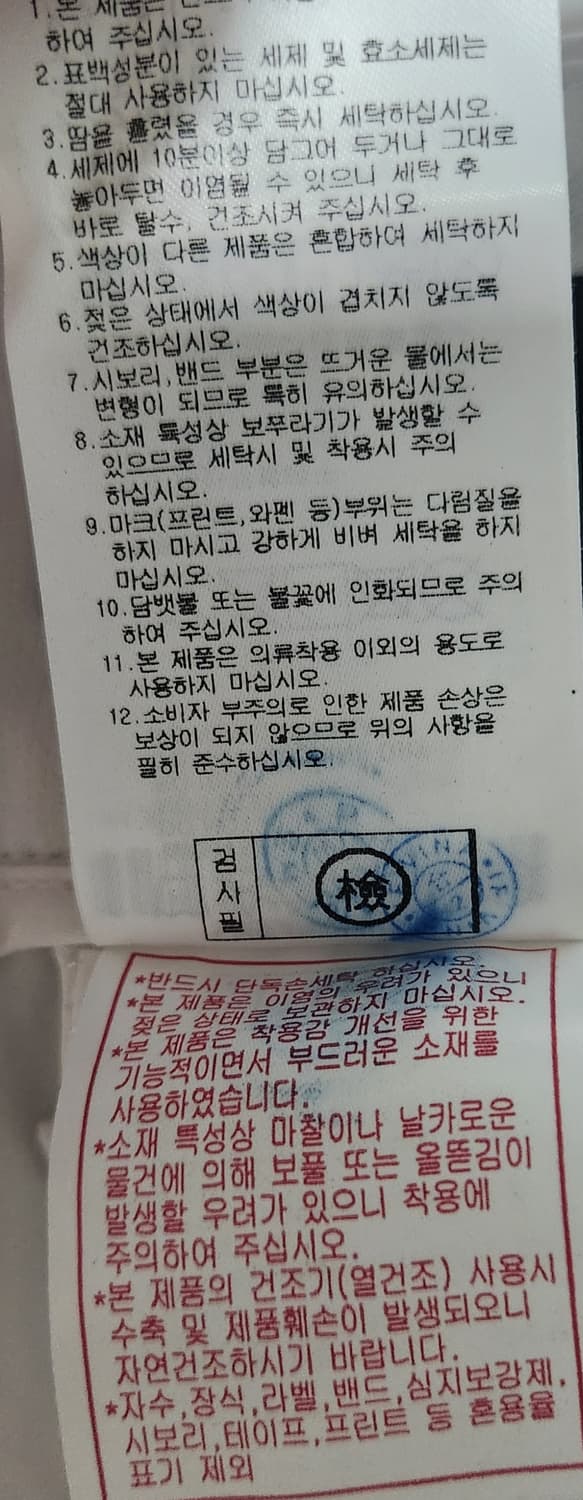 1.본 제품은
하여 주십시오.
2.표백성분이 있는 세제 및 효소세제는
절대 사용하지 마십시오.
3.땀을 흘렸을 경우 즉시 세탁하십시오.
4.세제에 10분이상 담그어 두거나 그대로
놓아두면 이염될 수 있으니 세탁 후
바로 탈수, 건조시켜 주십시오.
5.색상이 다른 제품은 혼합하여 세탁하지
마십시오.
6.젖은 상태에서 색상이 겹치지 않도록
건조하십시오.
7.시보리,밴드 부분은 뜨거운 물에서는
변형이 되므로 특히 유의하십시오.
8.소재 특성상 보푸라기가 발생할 수
있으므로 세탁시 및 착용시 주의
하십시오.
9.마크(프린트,와펜 등)부위는 다림질을
하지 마시고 강하게 비벼 세탁을 하지
마십시오.
10.담뱃불 또는 불꽃에 인화되므로 주의
하여 주십시오.
11.본 제품은 의류착용 이외의 용도로
사용하지 마십시오.
12.소비자 부주의로 인한 제품 손상은
보상이 되지 않으므로 위의 사항을
필히 준수하십시오.
검사필 檢
*반드시 단독손세탁 하십시오.
*본 제품은 이염의 우려가 있으니
젖은 상태로 보관하지 마십시오.
*본 제품은 착용감 개선을 위한
기능적이면서 부드러운 소재를
사용하였습니다.
*소재 특성상 마찰이나 날카로운
물건에 의해 보풀 또는 올뜯김이
발생할 우려가 있으니 착용에
주의하여 주십시오.
*본 제품의 건조기(열건조) 사용시
수축 및 제품훼손이 발생되오니
자연건조하시기 바랍니다.
*자수,장식,라벨,밴드,심지보강제,
시보리,테이프,프린트 등 혼용율
표기 제외